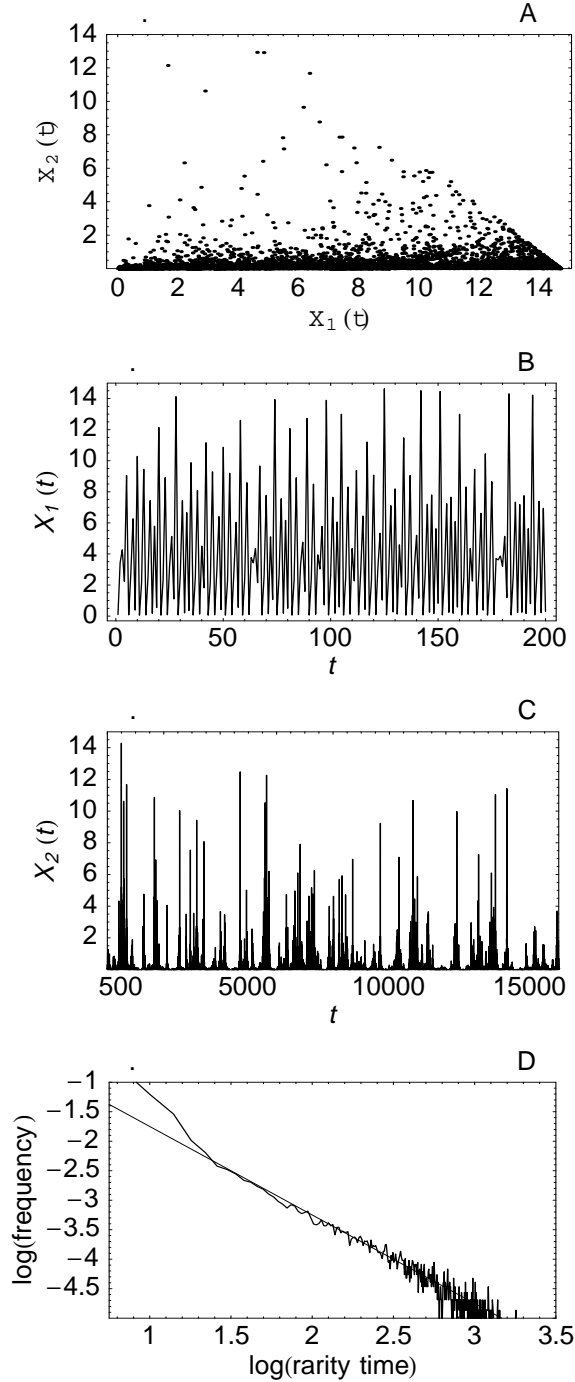 A
14
12
10
8
6
4
2
X2(t)
0 2 4 6 8 10 12 14
X1(t)
B
14
12
10
8
6
4
2
0
X1(t)
0 50 100 150 200
t
C
14
12
10
8
6
4
2
X2(t)
500 5000 10000 15000
t
D
−1
−1.5
−2
−2.5
−3
−3.5
−4
−4.5
log(frequency)
1 1.5 2 2.5 3 3.5
log(rarity time)